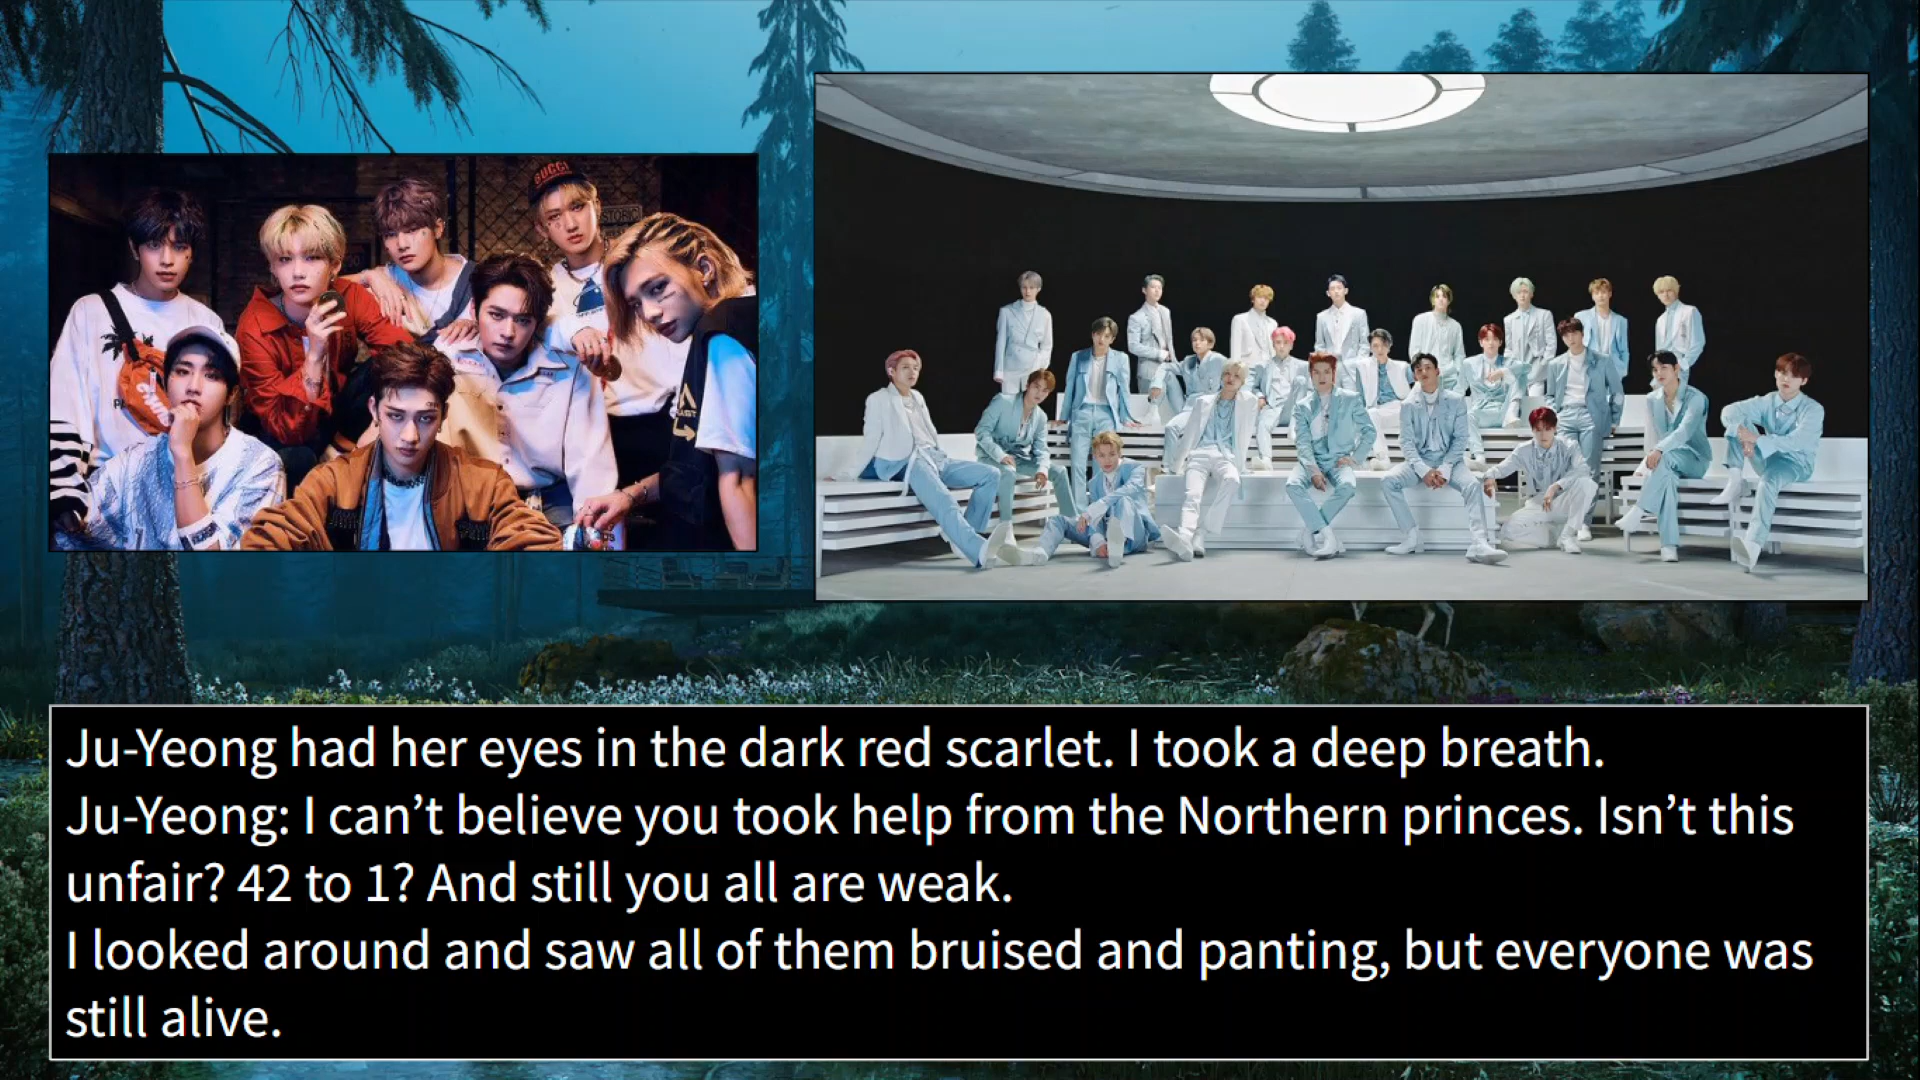 GUCCI
STORIC
Ju-Yeong had her eyes in the dark red scarlet. I took a deep breath.
Ju-Yeong: I can’t believe you took help from the Northern princes. Isn’t this
unfair? 42 to 1? And still you all are weak.
I looked around and saw all of them bruised and panting, but everyone was
still alive.